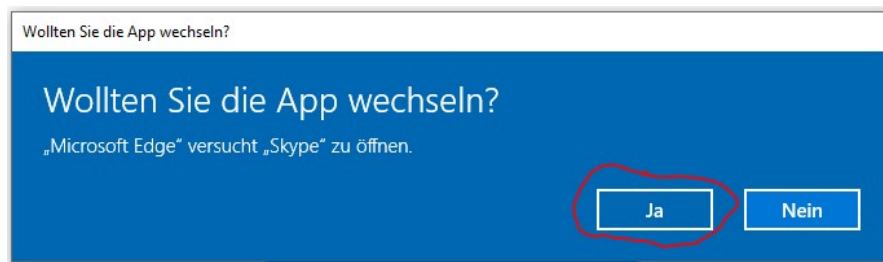 Wollten Sie die App wechseln?
Wollten Sie die App wechseln?
„Microsoft Edge“ versucht „Skype“ zu öffnen.
Ja Nein